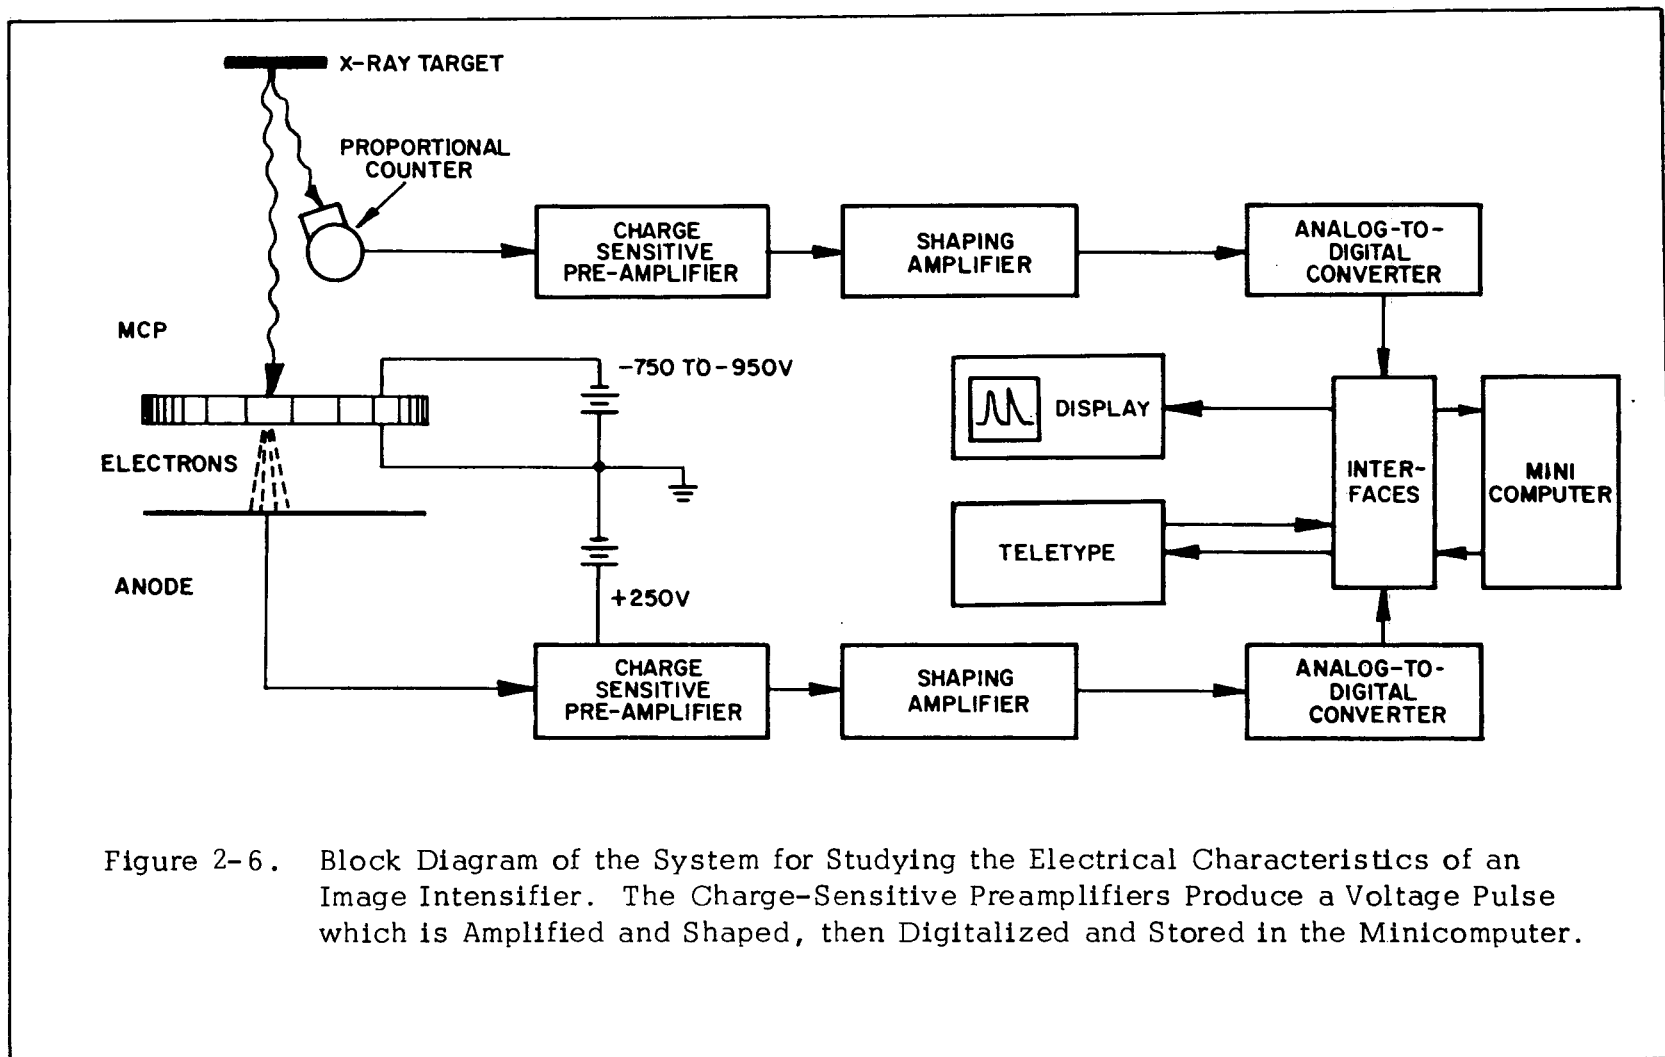 X-RAY TARGET
PROPORTIONAL
COUNTER
CHARGE
SENSITIVE
PRE-AMPLIFIER
SHAPING
AMPLIFIER
ANALOG-TO-
DIGITAL
CONVERTER
MCP
-750 TO -950V
DISPLAY
ELECTRONS
INTER-
FACES
MINI
COMPUTER
TELETYPE
ANODE
+250V
CHARGE
SENSITIVE
PRE-AMPLIFIER
SHAPING
AMPLIFIER
ANALOG-TO-
DIGITAL
CONVERTER
Figure 2-6. Block Diagram of the System for Studying the Electrical Characteristics of an
Image Intensifier. The Charge-Sensitive Preamplifiers Produce a Voltage Pulse
which is Amplified and Shaped, then Digitalized and Stored in the Minicomputer.